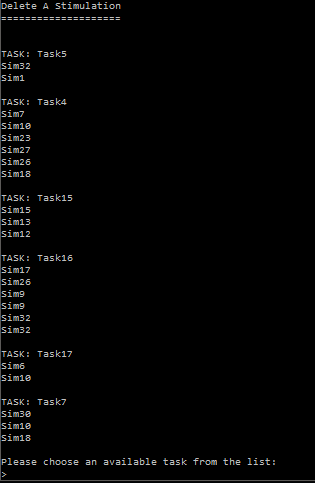 Delete A Stimulation
====================
TASK: Task5
Sim32
Sim1
TASK: Task4
Sim7
Sim10
Sim23
Sim27
Sim26
Sim18
TASK: Task15
Sim15
Sim13
Sim12
TASK: Task16
Sim17
Sim26
Sim9
Sim9
Sim32
Sim32
TASK: Task17
Sim6
Sim10
TASK: Task7
Sim30
Sim10
Sim18
Please choose an available task from the list:
>